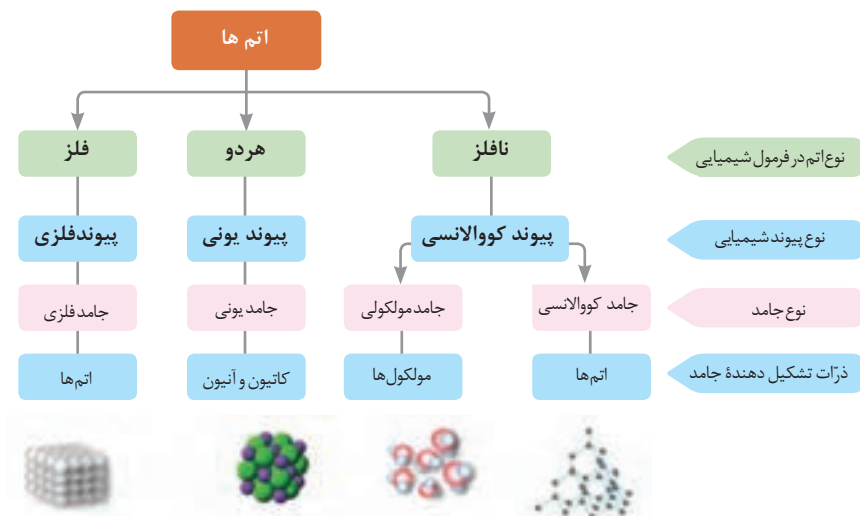 اتم ها
نوع اتم در فرمول شیمیایی
نافلز
هردو
فلز
نوع پیوند شیمیایی
پیوند کووالانسی
پیوند یونی
پیوندفلزی
نوع جامد
جامد کووالانسی
جامد مولکولی
جامد یونی
جامد فلزی
ذرّات تشکیل دهندهٔ جامد
اتم‌ها
مولکول‌ها
کاتیون و آنیون
اتم‌ها